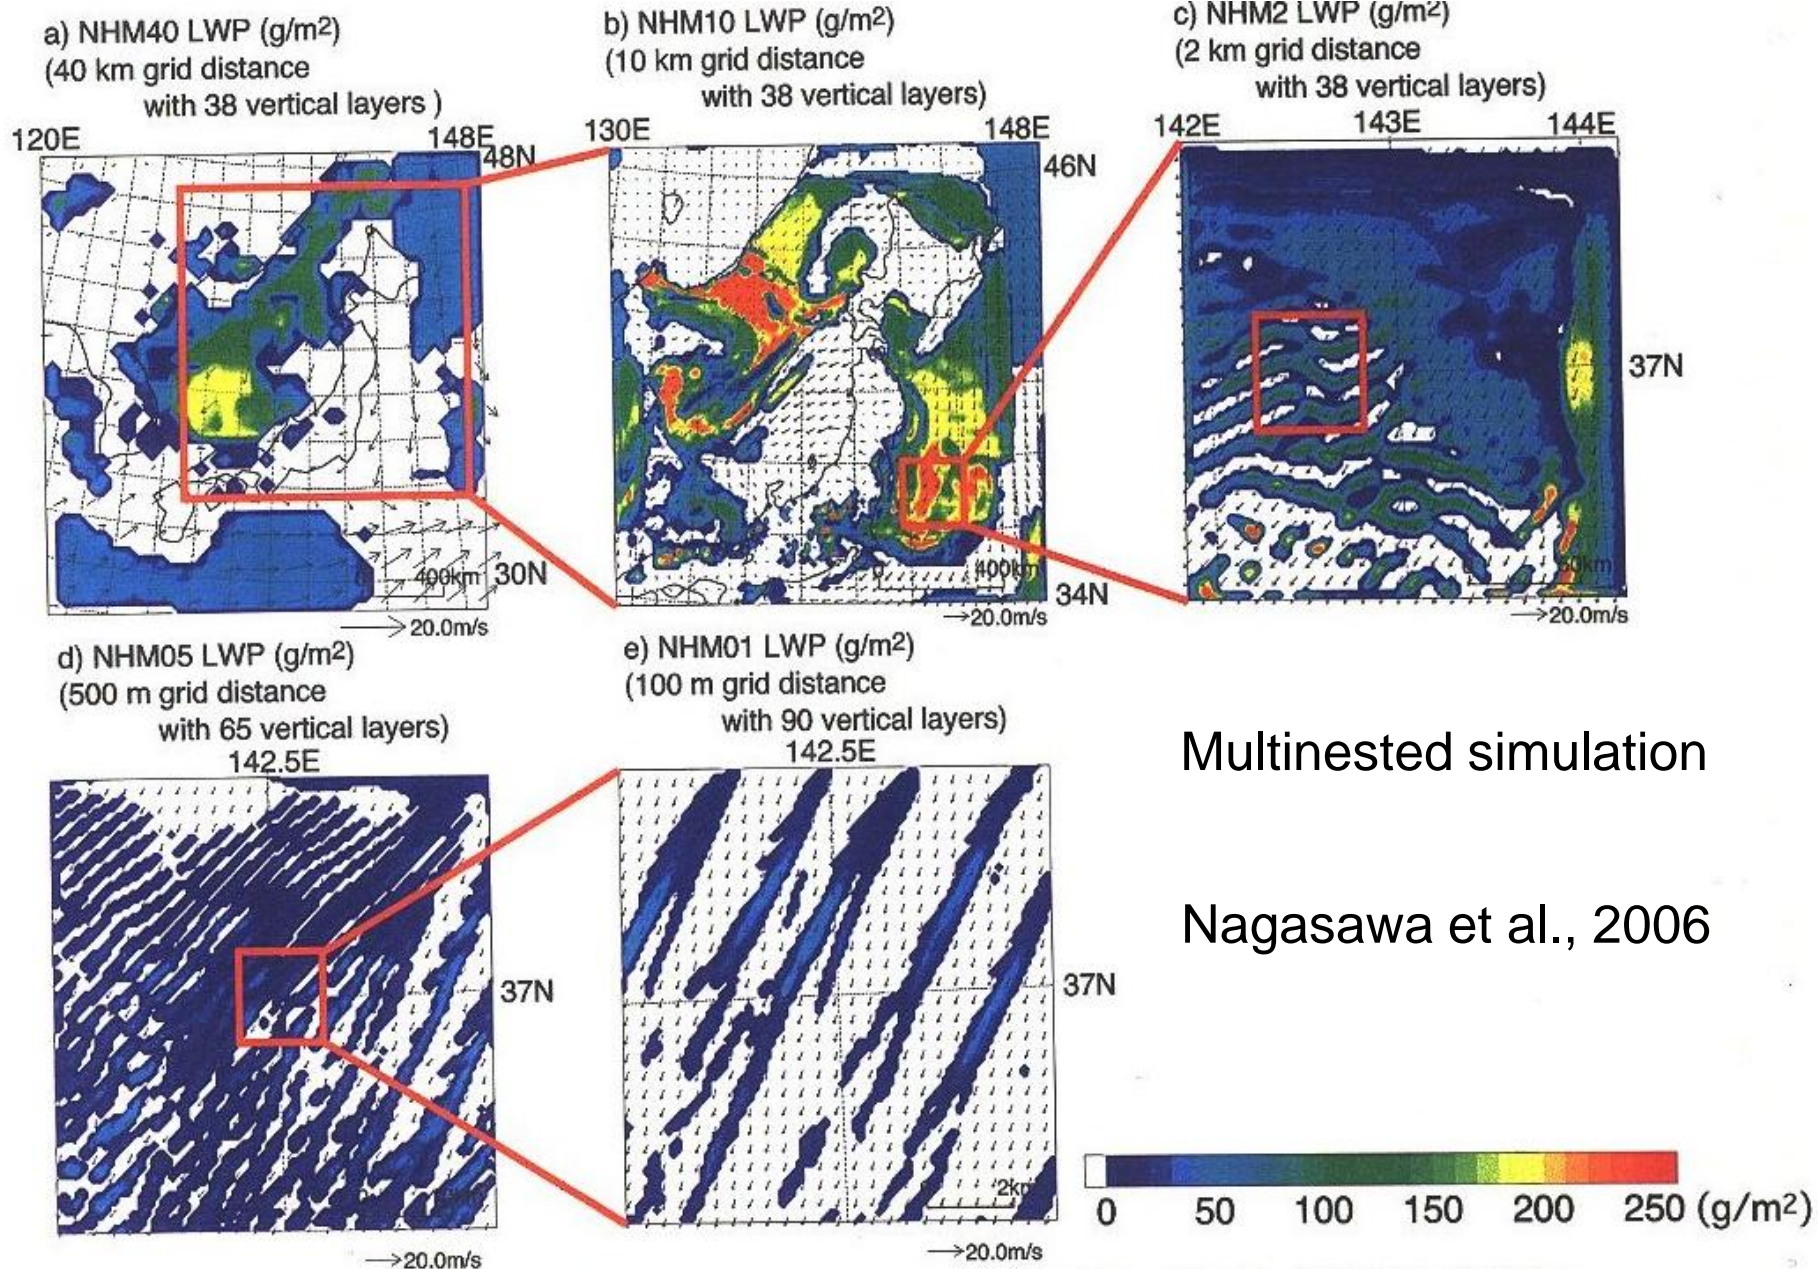 a) NHM40 LWP (g/m²)
(40 km grid distance
with 38 vertical layers )
120E 148E
48N
400km 30N
20.0m/s
b) NHM10 LWP (g/m²)
(10 km grid distance
with 38 vertical layers)
130E 148E
46N
400km
34N
20.0m/s
c) NHM2 LWP (g/m²)
(2 km grid distance
with 38 vertical layers)
142E 143E 144E
37N
20.0m/s
d) NHM05 LWP (g/m²)
(500 m grid distance
with 65 vertical layers)
142.5E
37N
20.0m/s
e) NHM01 LWP (g/m²)
(100 m grid distance
with 90 vertical layers)
142.5E
37N
2km
20.0m/s
Multinested simulation
Nagasawa et al., 2006
0 50 100 150 200 250 (g/m²)